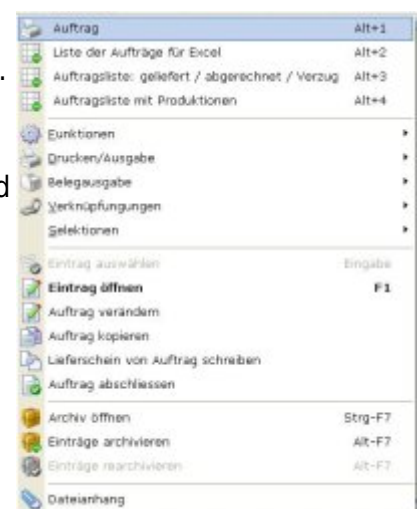 Auftrag Alt+1
Liste der Aufträge für Excel Alt+2
.
Auftragsliste: geliefert / abgerechnet / Verzug Alt+3
Auftragsliste mit Produktionen Alt+4
Funktionen
Drucken/Ausgabe
d
Belegausgabe
Verknüpfungungen
Selektionen
Eintrag auswählen Eingabe
Eintrag öffnen F1
Auftrag verändern
Auftrag kopieren
Lieferschein von Auftrag schreiben
Auftrag abschliessen
Archiv öffnen Strg-F7
Einträge archivieren Alt-F7
Einträge rearchivieren Alt-F7
Dateianhang